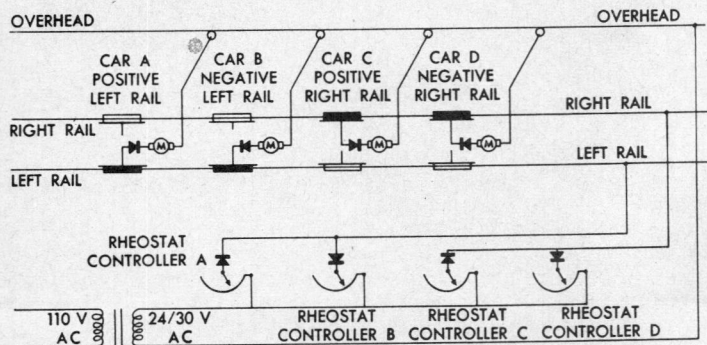 OVERHEAD
OVERHEAD
CAR A
POSITIVE
LEFT RAIL
CAR B
NEGATIVE
LEFT RAIL
CAR C
POSITIVE
RIGHT RAIL
CAR D
NEGATIVE
RIGHT RAIL
RIGHT RAIL
RIGHT RAIL
M
M
M
M
LEFT RAIL
LEFT RAIL
RHEOSTAT
CONTROLLER A
110 V
AC
24/30 V
AC
RHEOSTAT
CONTROLLER B
RHEOSTAT
CONTROLLER C
RHEOSTAT
CONTROLLER D